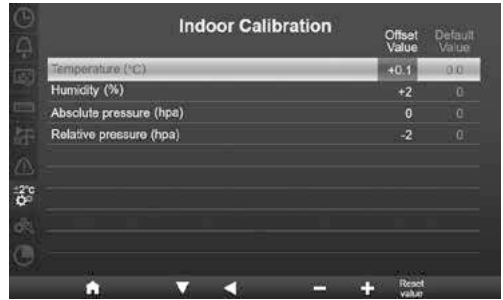 Indoor Calibration
Offset Value
Default Value
Temperature (°C) +0.1 0.0
Humidity (%) +2 0
Absolute pressure (hpa) 0 0
Relative pressure (hpa) -2 0
±2°C
− + Reset value